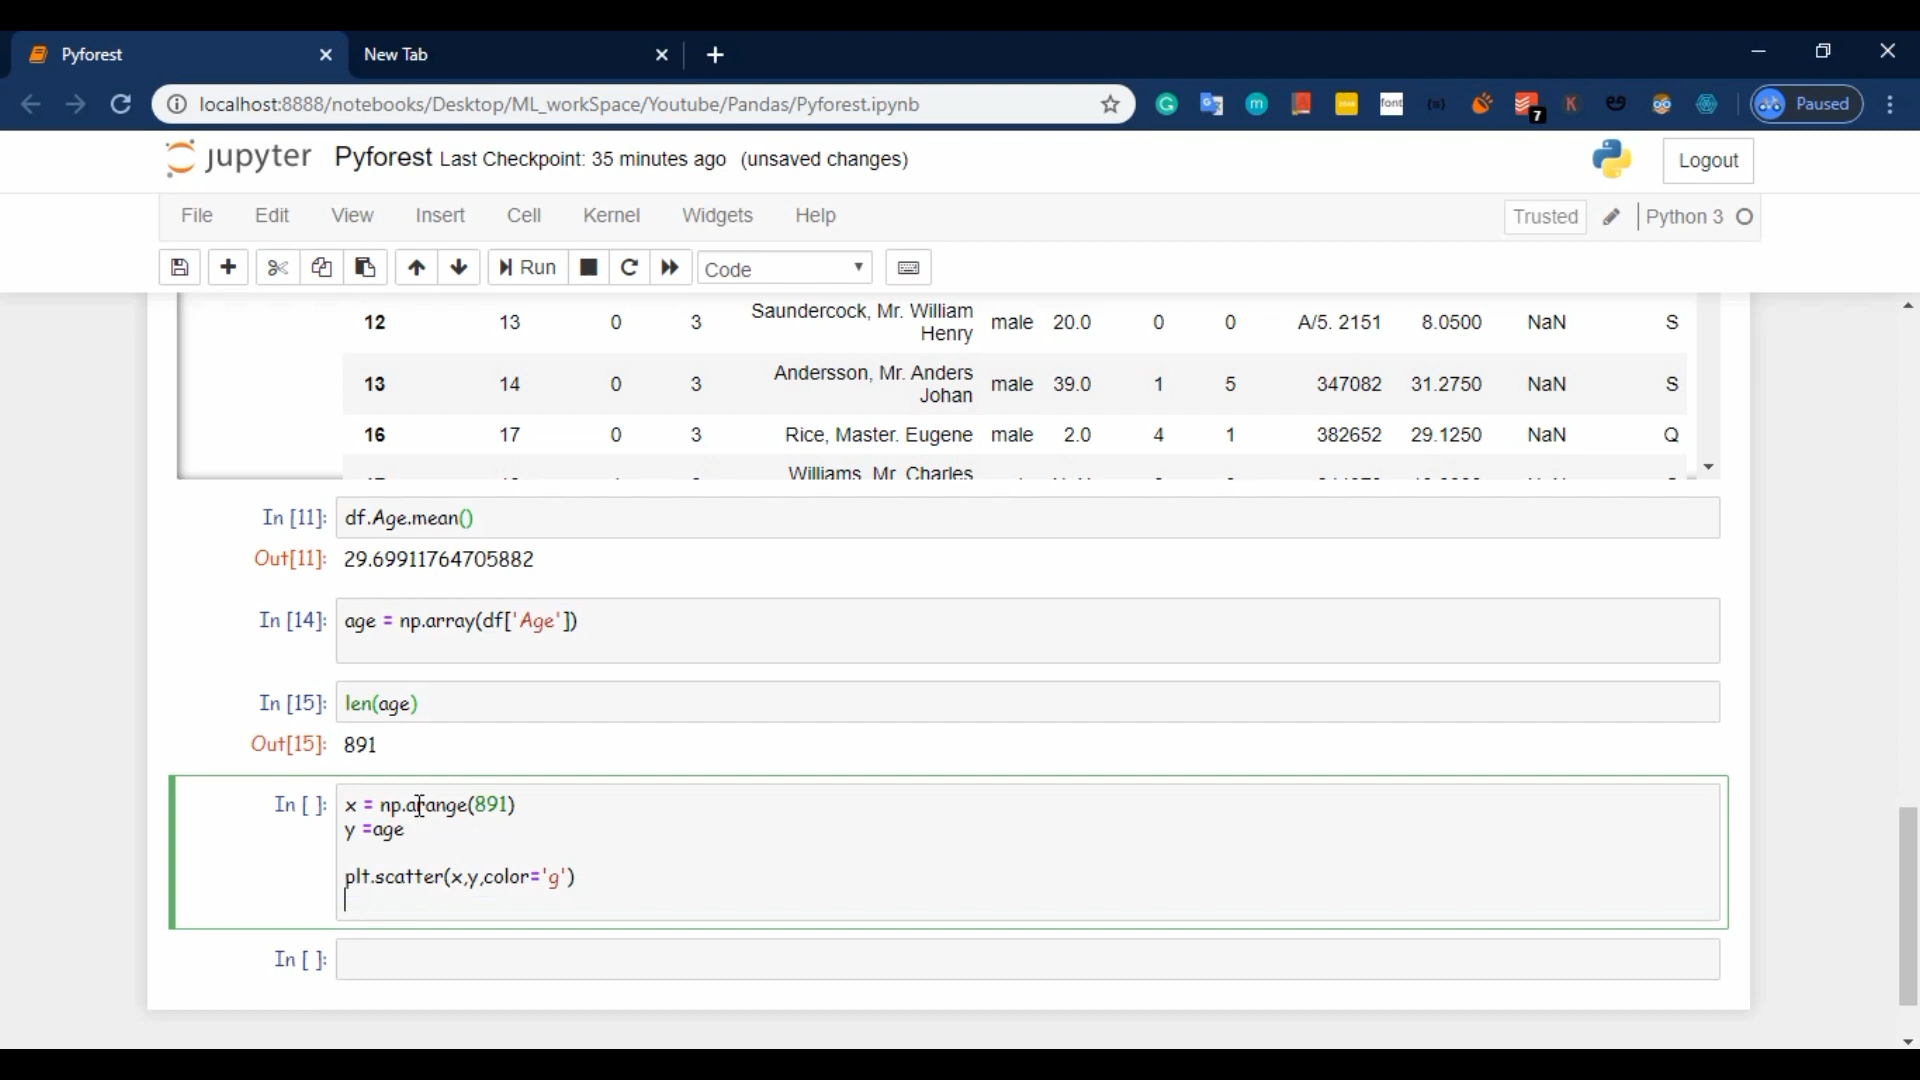 Pyforest
New Tab
localhost:8888/notebooks/Desktop/ML_workSpace/Youtube/Pandas/Pyforest.ipynb
font
7
K
Paused
jupyter Pyforest Last Checkpoint: 35 minutes ago (unsaved changes)
Logout
File Edit View Insert Cell Kernel Widgets Help
Trusted Python 3
Run Code
12 13 0 3 Saundercock, Mr. William Henry male 20.0 0 0 A/5. 2151 8.0500 NaN S
13 14 0 3 Andersson, Mr. Anders Johan male 39.0 1 5 347082 31.2750 NaN S
16 17 0 3 Rice, Master. Eugene male 2.0 4 1 382652 29.1250 NaN Q
Williams, Mr. Charles
In [11]: df.Age.mean()
Out[11]: 29.69911764705882
In [14]: age = np.array(df['Age'])
In [15]: len(age)
Out[15]: 891
In [ ]: x = np.arange(891)
y =age
plt.scatter(x,y,color='g')
In [ ]: